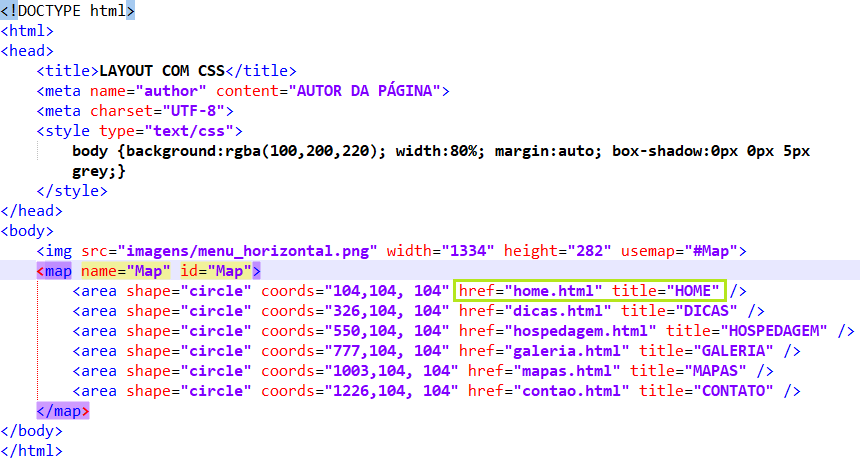 <!DOCTYPE html>
<html>
<head>
<title>LAYOUT COM CSS</title>
<meta name="author" content="AUTOR DA PÁGINA">
<meta charset="UTF-8">
<style type="text/css">
body {background:rgba(100,200,220); width:80%; margin:auto; box-shadow:0px 0px 5px
grey;}
</style>
</head>
<body>
<img src="imagens/menu_horizontal.png" width="1334" height="282" usemap="#Map">
<map name="Map" id="Map">
<area shape="circle" coords="104,104, 104" href="home.html" title="HOME" />
<area shape="circle" coords="326,104, 104" href="dicas.html" title="DICAS" />
<area shape="circle" coords="550,104, 104" href="hospedagem.html" title="HOSPEDAGEM" />
<area shape="circle" coords="777,104, 104" href="galeria.html" title="GALERIA" />
<area shape="circle" coords="1003,104, 104" href="mapas.html" title="MAPAS" />
<area shape="circle" coords="1226,104, 104" href="contao.html" title="CONTATO" />
</map>
</body>
</html>